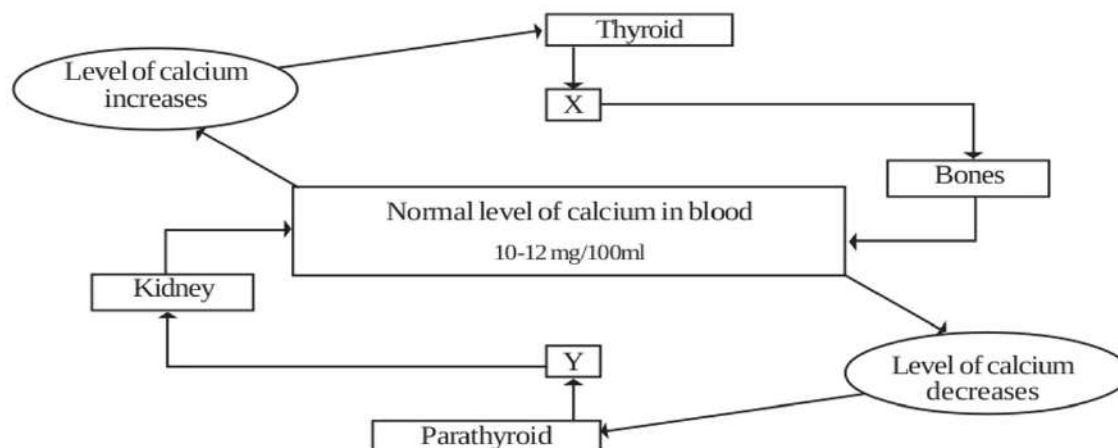 Thyroid
Level of calcium
increases
X
Bones
Normal level of calcium in blood
10-12 mg/100ml
Kidney
Y
Level of calcium
decreases
Parathyroid